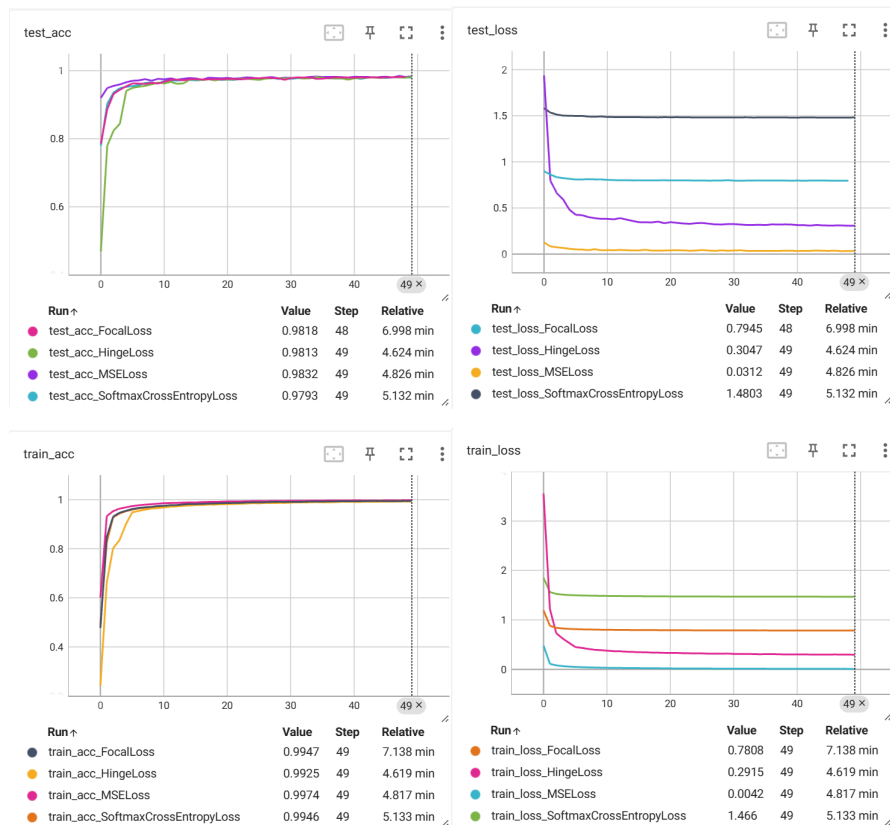 test_acc
1
0.8
0.6
0 10 20 30 40 49 ×
Run↑ Value Step Relative
test_acc_FocalLoss 0.9818 48 6.998 min
test_acc_HingeLoss 0.9813 49 4.624 min
test_acc_MSELoss 0.9832 49 4.826 min
test_acc_SoftmaxCrossEntropyLoss 0.9793 49 5.132 min
test_loss
2
1.5
1
0.5
0
0 10 20 30 40 49 ×
Run↑ Value Step Relative
test_loss_FocalLoss 0.7945 48 6.998 min
test_loss_HingeLoss 0.3047 49 4.624 min
test_loss_MSELoss 0.0312 49 4.826 min
test_loss_SoftmaxCrossEntropyLoss 1.4803 49 5.132 min
train_acc
1
0.8
0.6
0.4
0 10 20 30 40 49 ×
Run↑ Value Step Relative
train_acc_FocalLoss 0.9947 49 7.138 min
train_acc_HingeLoss 0.9925 49 4.619 min
train_acc_MSELoss 0.9974 49 4.817 min
train_acc_SoftmaxCrossEntropyLoss 0.9946 49 5.133 min
train_loss
3
2
1
0
0 10 20 30 40 49 ×
Run↑ Value Step Relative
train_loss_FocalLoss 0.7808 49 7.138 min
train_loss_HingeLoss 0.2915 49 4.619 min
train_loss_MSELoss 0.0042 49 4.817 min
train_loss_SoftmaxCrossEntropyLoss 1.466 49 5.133 min